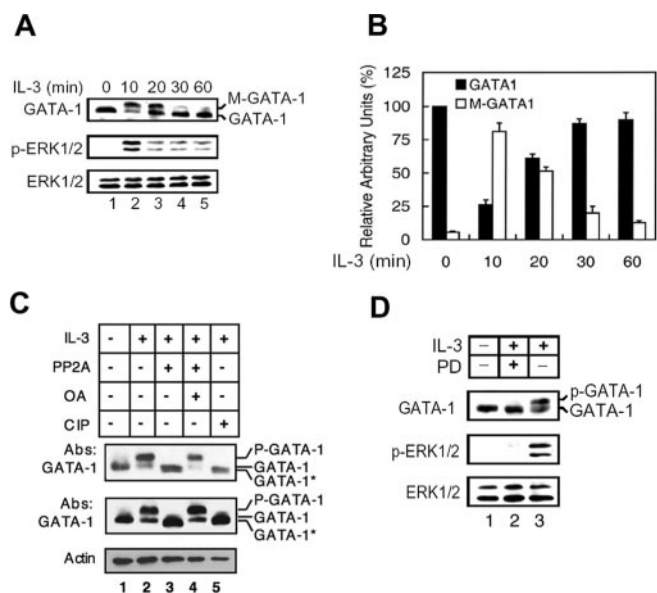 A
IL-3 (min) 0 10 20 30 60
GATA-1
M-GATA-1
GATA-1
p-ERK1/2
ERK1/2
1 2 3 4 5
B
Relative Arbitrary Units (%)
125
100
75
50
25
0
GATA1
M-GATA1
IL-3 (min) 0 10 20 30 60
C
IL-3 - + + + +
PP2A - - + + -
OA - - - + -
CIP - - - - +
Abs:
GATA-1
P-GATA-1
GATA-1
GATA-1*
Abs:
GATA-1
P-GATA-1
GATA-1
GATA-1*
Actin
1 2 3 4 5
D
IL-3 − + +
PD − + −
GATA-1
p-GATA-1
GATA-1
p-ERK1/2
ERK1/2
1 2 3